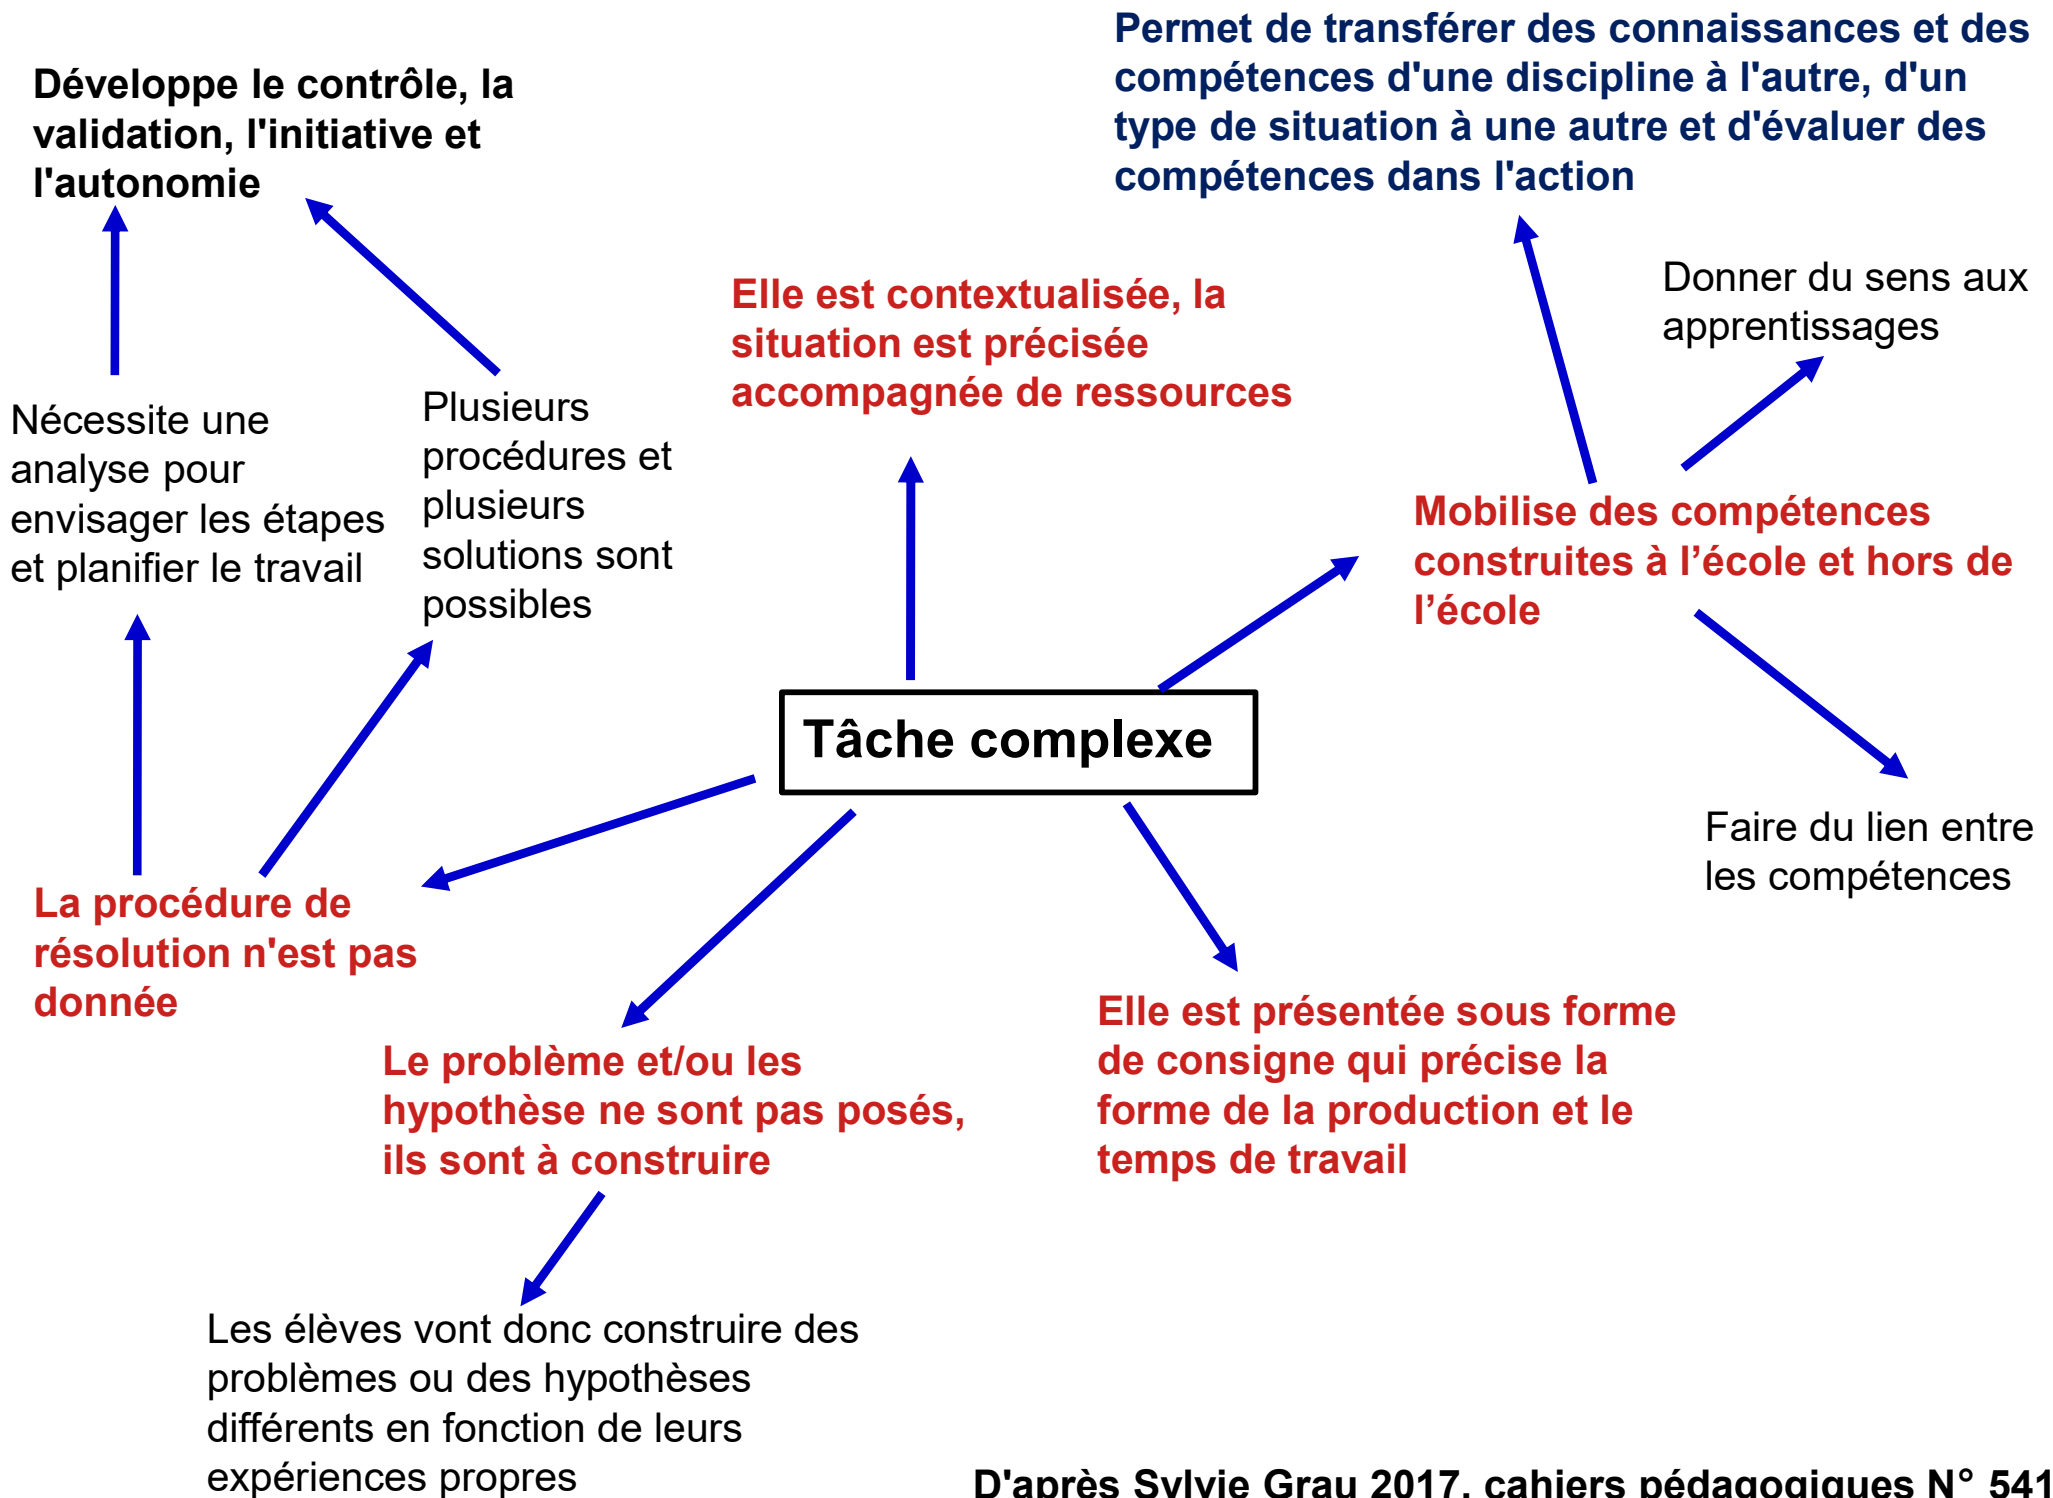 Permet de transférer des connaissances et des
compétences d'une discipline à l'autre, d'un
type de situation à une autre et d'évaluer des
compétences dans l'action
Développe le contrôle, la
validation, l'initiative et
l'autonomie
Donner du sens aux
apprentissages
Elle est contextualisée, la
situation est précisée
accompagnée de ressources
Nécessite une
analyse pour
envisager les étapes
et planifier le travail
Plusieurs
procédures et
plusieurs
solutions sont
possibles
Mobilise des compétences
construites à l’école et hors de
l’école
Tâche complexe
Faire du lien entre
les compétences
La procédure de
résolution n'est pas
donnée
Le problème et/ou les
hypothèse ne sont pas posés,
ils sont à construire
Elle est présentée sous forme
de consigne qui précise la
forme de la production et le
temps de travail
Les élèves vont donc construire des
problèmes ou des hypothèses
différents en fonction de leurs
expériences propres
D'après Sylvie Grau 2017, cahiers pédagogiques N° 541